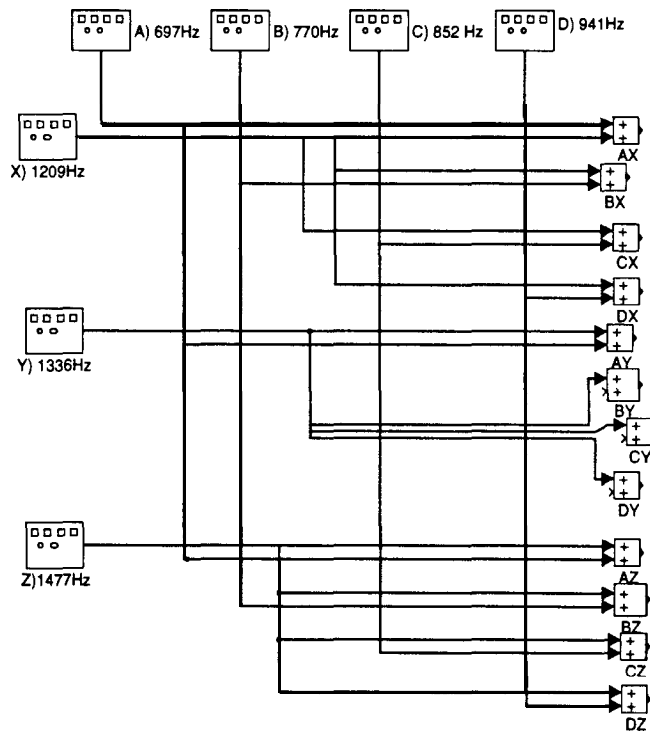 A) 697Hz
B) 770Hz
C) 852 Hz
D) 941Hz
X) 1209Hz
+
+
AX
+
+
BX
+
+
CX
+
+
DX
Y) 1336Hz
+
+
AY
+
+
BY
+
+
CY
+
+
DY
Z)1477Hz
+
+
AZ
+
+
BZ
+
+
CZ
+
+
DZ